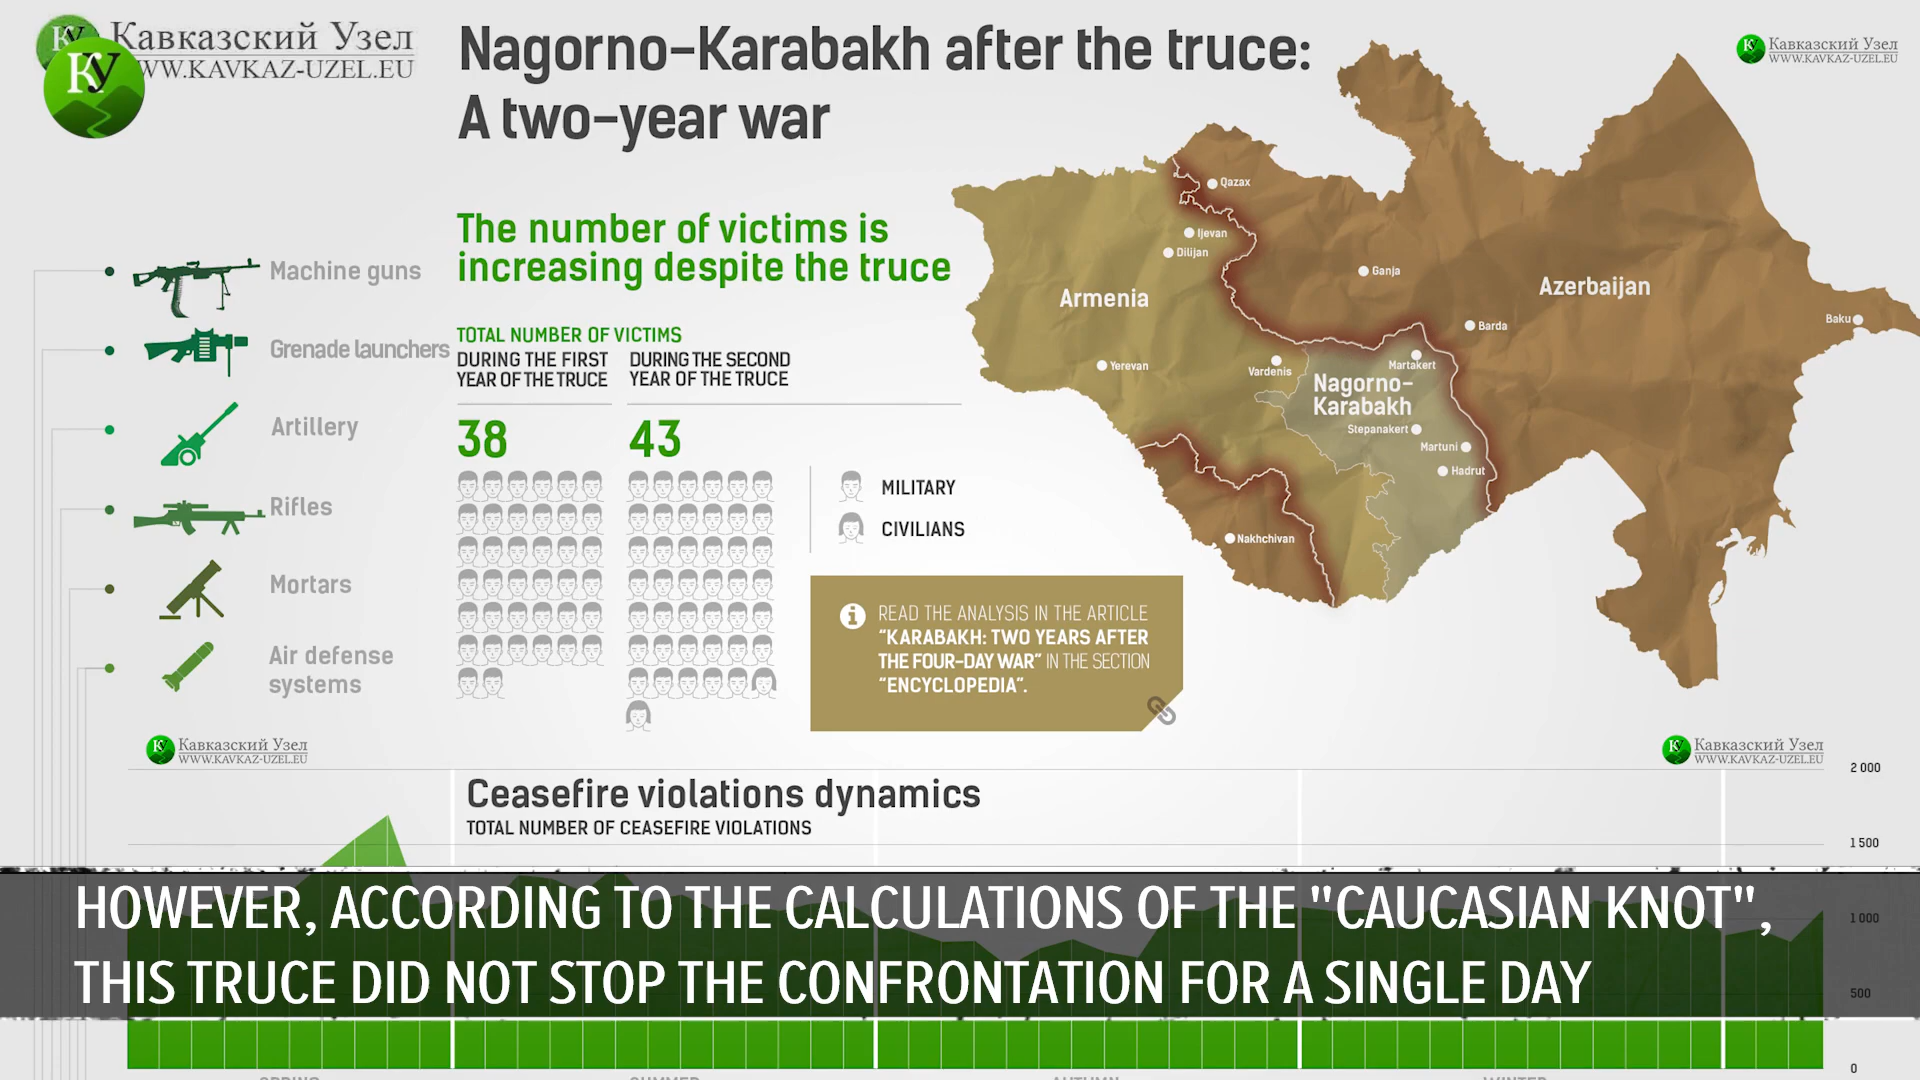 Кавказский Узел
WWW.KAVKAZ-UZEL.EU
Nagorno-Karabakh after the truce:
A two-year war
Кавказский Узел
WWW.KAVKAZ-UZEL.EU
The number of victims is
increasing despite the truce
Machine guns
Grenade launchers
Artillery
Rifles
Mortars
Air defense
systems
TOTAL NUMBER OF VICTIMS
DURING THE FIRST
YEAR OF THE TRUCE
DURING THE SECOND
YEAR OF THE TRUCE
38
43
MILITARY
CIVILIANS
READ THE ANALYSIS IN THE ARTICLE
"KARABAKH: TWO YEARS AFTER
THE FOUR-DAY WAR" IN THE SECTION
"ENCYCLOPEDIA".
Qazax
Ijevan
Dilijan
Ganja
Armenia
Azerbaijan
Baku
Barda
Yerevan
Vardenis
Martakert
Nagorno-
Karabakh
Stepanakert
Martuni
Hadrut
Nakhchivan
Кавказский Узел
WWW.KAVKAZ-UZEL.EU
Кавказский Узел
WWW.KAVKAZ-UZEL.EU
Ceasefire violations dynamics
TOTAL NUMBER OF CEASEFIRE VIOLATIONS
2 000
1 500
1 000
500
0
HOWEVER, ACCORDING TO THE CALCULATIONS OF THE "CAUCASIAN KNOT",
THIS TRUCE DID NOT STOP THE CONFRONTATION FOR A SINGLE DAY